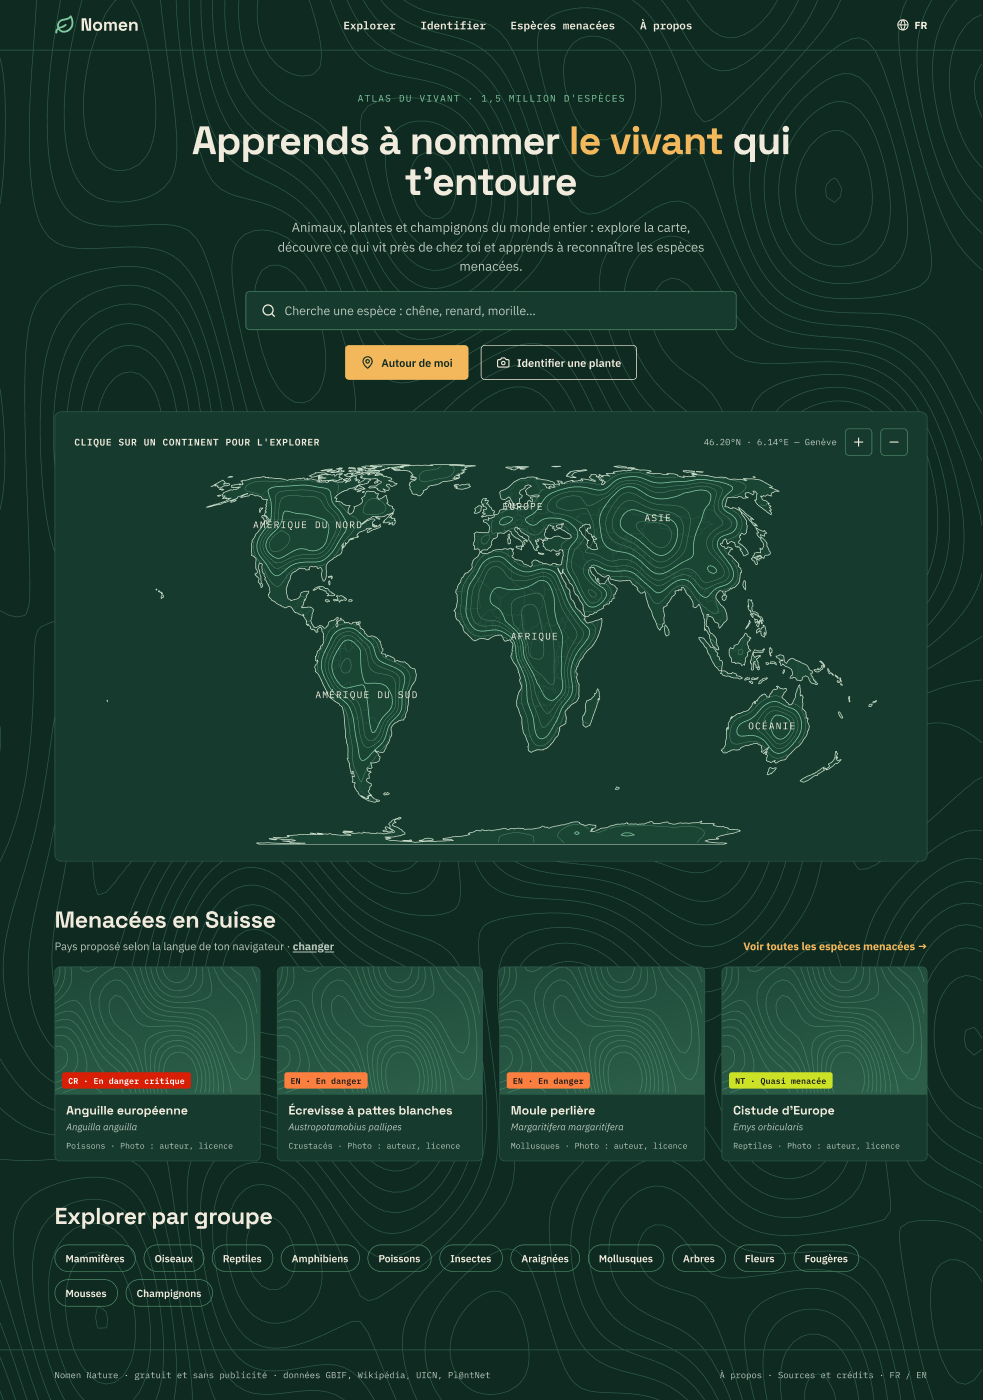 Nomen
Explorer
Identifier
Espèces menacées
À propos
FR
ATLAS DU VIVANT · 1,5 MILLION D'ESPÈCES
Apprends à nommer le vivant qui
t'entoure
Animaux, plantes et champignons du monde entier : explore la carte,
découvre ce qui vit près de chez toi et apprends à reconnaître les espèces
menacées.
Cherche une espèce : chêne, renard, morille...
Autour de moi
Identifier une plante
CLIQUE SUR UN CONTINENT POUR L'EXPLORER
46.20°N · 6.14°E — Genève
+
−
AMÉRIQUE DU NORD
EUROPE
ASIE
AFRIQUE
AMÉRIQUE DU SUD
OCÉANIE
Menacées en Suisse
Pays proposé selon la langue de ton navigateur · changer
Voir toutes les espèces menacées →
CR · En danger critique
Anguille européenne
Anguilla anguilla
Poissons · Photo : auteur, licence
EN · En danger
Écrevisse à pattes blanches
Austropotamobius pallipes
Crustacés · Photo : auteur, licence
EN · En danger
Moule perlière
Margaritifera margaritifera
Mollusques · Photo : auteur, licence
NT · Quasi menacée
Cistude d'Europe
Emys orbicularis
Reptiles · Photo : auteur, licence
Explorer par groupe
Mammifères
Oiseaux
Reptiles
Amphibiens
Poissons
Insectes
Araignées
Mollusques
Arbres
Fleurs
Fougères
Mousses
Champignons
Nomen Nature · gratuit et sans publicité · données GBIF, Wikipédia, UICN, Pl@ntNet
À propos · Sources et crédits · FR / EN